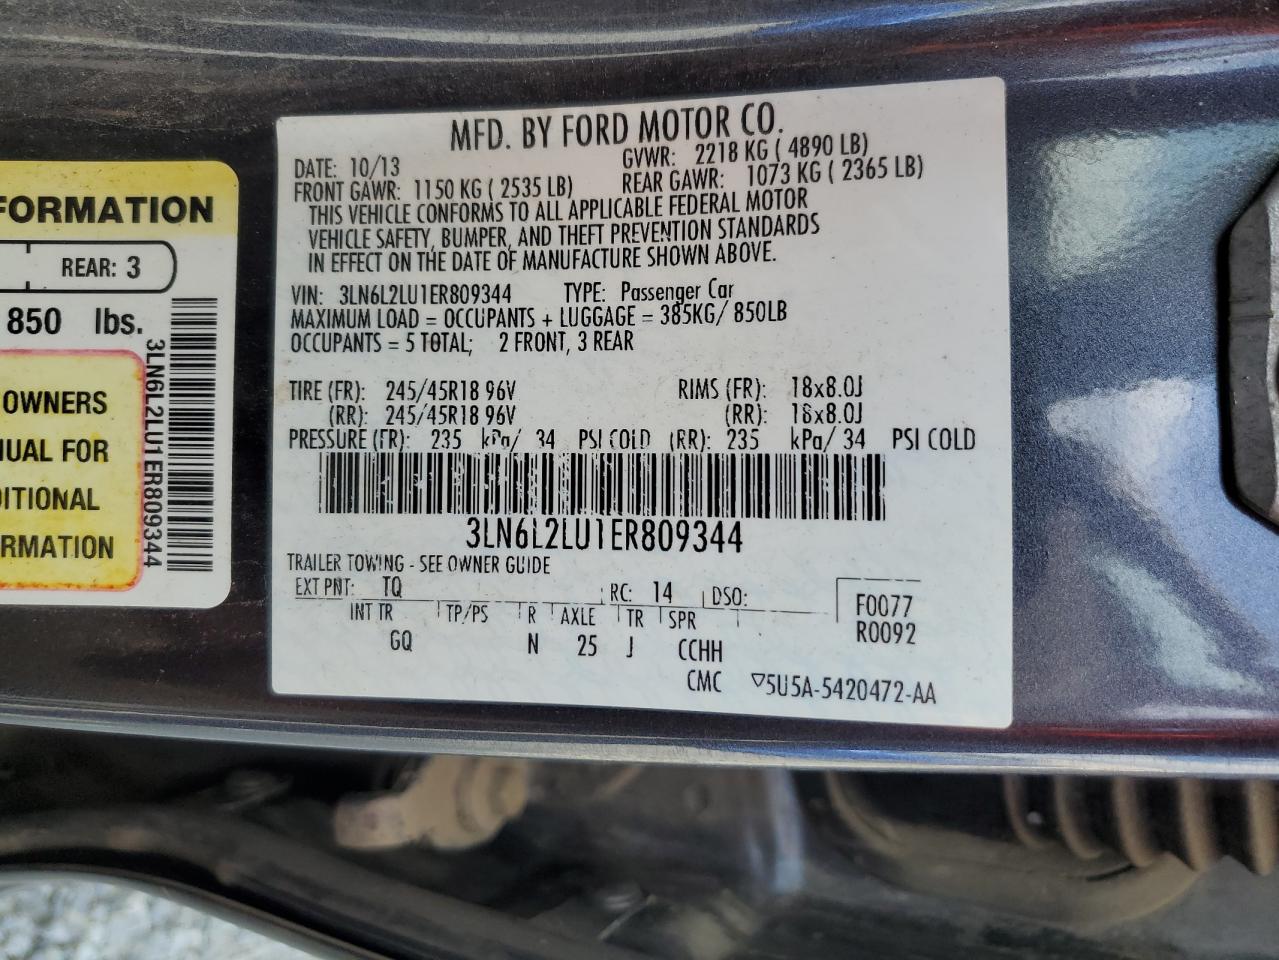 FORMATION
REAR: 3
850 lbs.
OWNERS
FOR
3LN6L2LU1ER809344
MFD. BY FORD MOTOR CO.
DATE: 10/13 GVWR: 2218 KG ( 4890 LB)
FRONT GAWR: 1150 KG ( 2535 LB) REAR GAWR: 1073 KG ( 2365 LB)
THIS VEHICLE CONFORMS TO ALL APPLICABLE FEDERAL MOTOR
VEHICLE SAFETY, BUMPER, AND THEFT PREVENTION STANDARDS
IN EFFECT ON THE DATE OF MANUFACTURE SHOWN ABOVE.
VIN: 3LN6L2LU1ER809344 TYPE: Passenger Car
MAXIMUM LOAD = OCCUPANTS + LUGGAGE = 385KG/ 850LB
OCCUPANTS = 5 TOTAL; 2 FRONT, 3 REAR
TIRE (FR): 245/45R18 96V RIMS (FR): 18x8.0J
(RR): 245/45R18 96V (RR): 18x8.0J
PRESSURE (FR): 235 kPa/ 34 PSI COLD (RR): 235 kPa/ 34 PSI COLD
3LN6L2LU1ER809344
TRAILER TOWING - SEE OWNER GUIDE
EXT PNT: TQ RC: 14 DSO: F0077
INT TR TP/PS R AXLE TR SPR R0092
GQ N 25 J CCHH
CMC ▽5U5A-5420472-AA